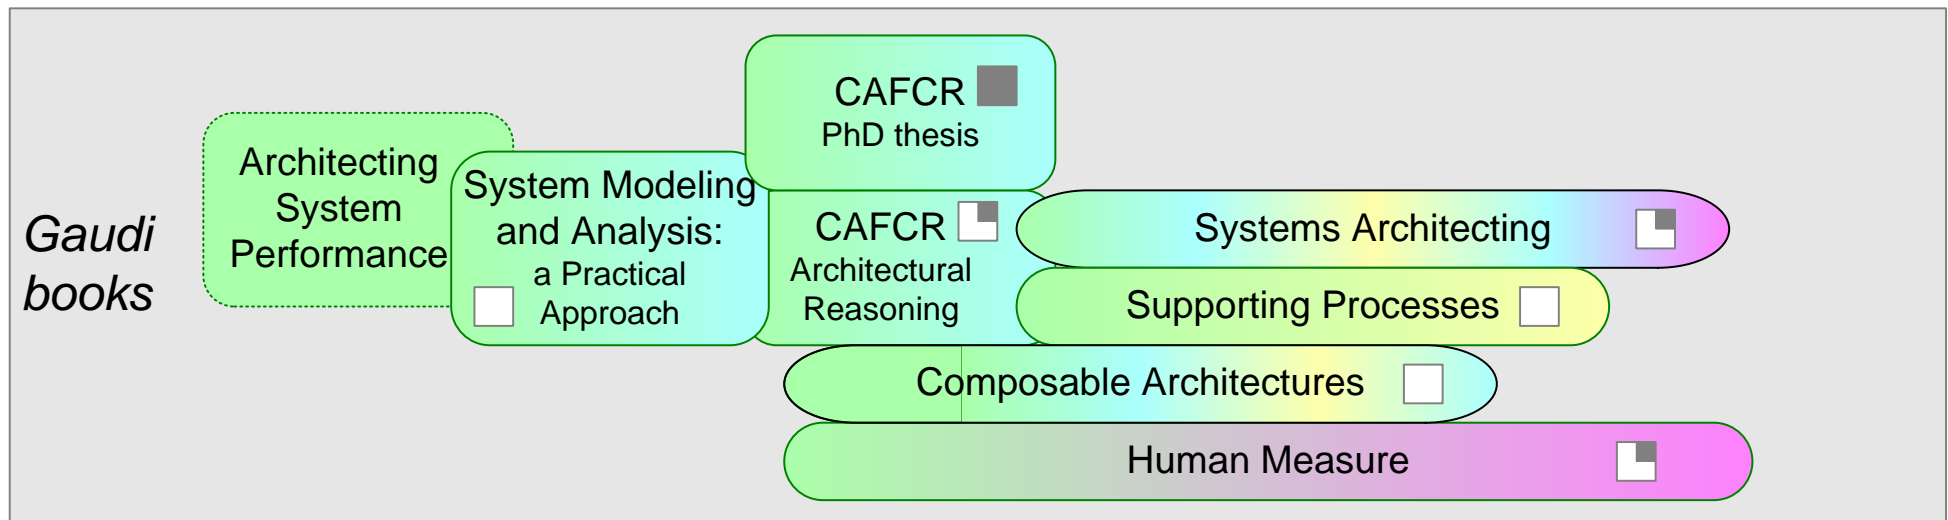 Gaudi
books
Architecting
System
Performance
System Modeling
and Analysis:
a Practical
Approach
CAFCR
PhD thesis
CAFCR
Architectural
Reasoning
Systems Architecting
Supporting Processes
Composable Architectures
Human Measure